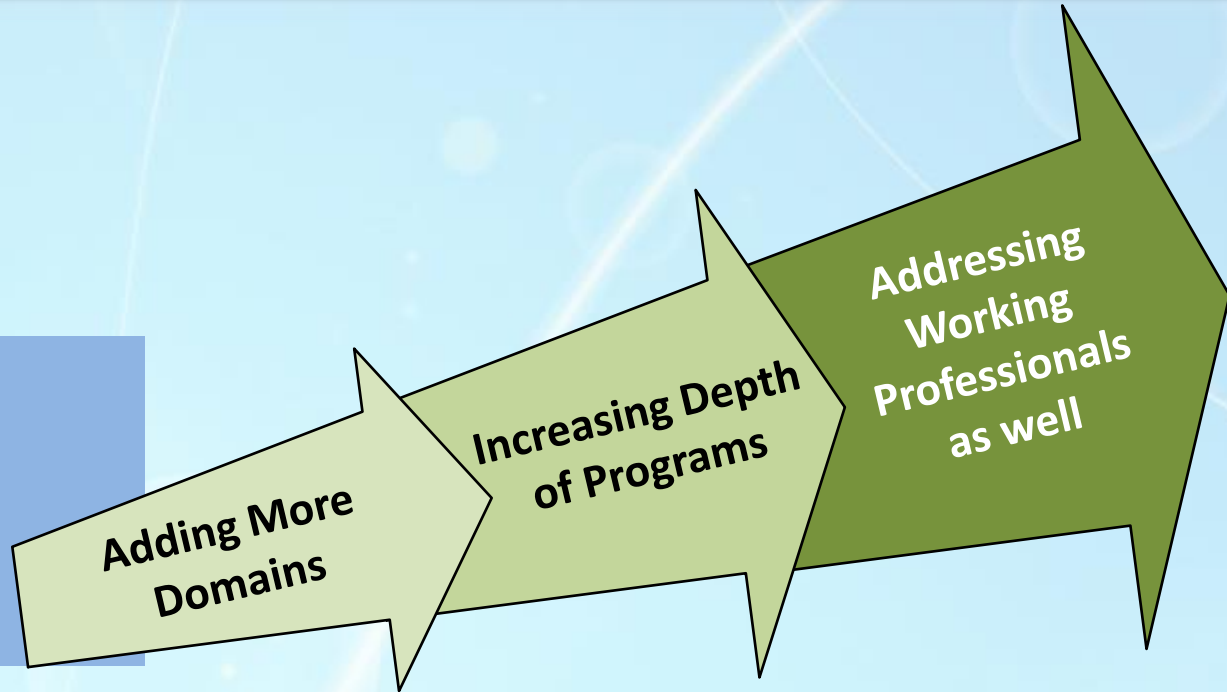 Adding More
Domains
Increasing Depth
of Programs
Addressing
Working
Professionals
as well